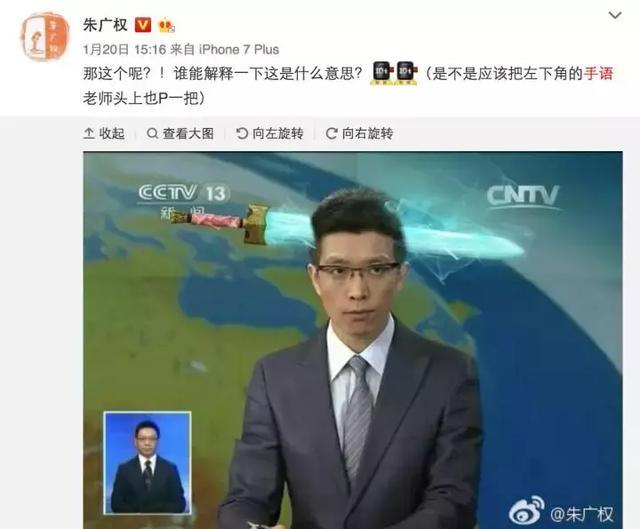 朱广权
1月20日 15:16 来自 iPhone 7 Plus
那这个呢？！谁能解释一下这是什么意思？（是不是应该把左下角的手语
老师头上也P一把）
收起 查看大图 向左旋转 向右旋转
CCTV 13
新闻
CNTV
@朱广权